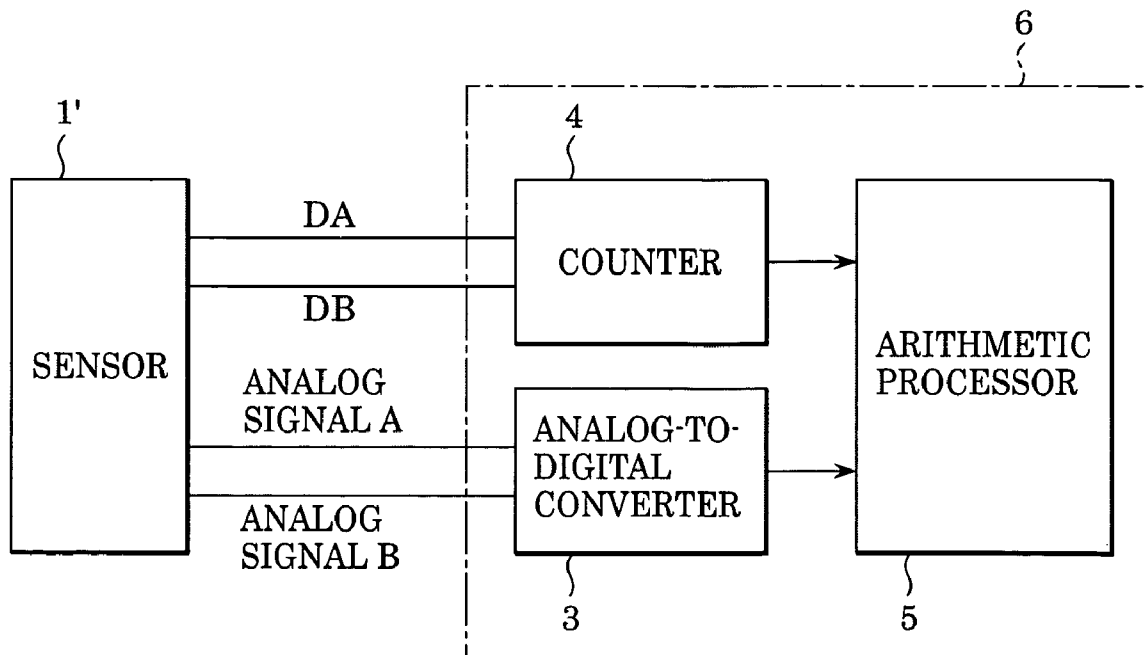 6
1'
4
DA
COUNTER
DB
SENSOR
ARITHMETIC
PROCESSOR
ANALOG
SIGNAL A
ANALOG-TO-
DIGITAL
CONVERTER
ANALOG
SIGNAL B
3
5